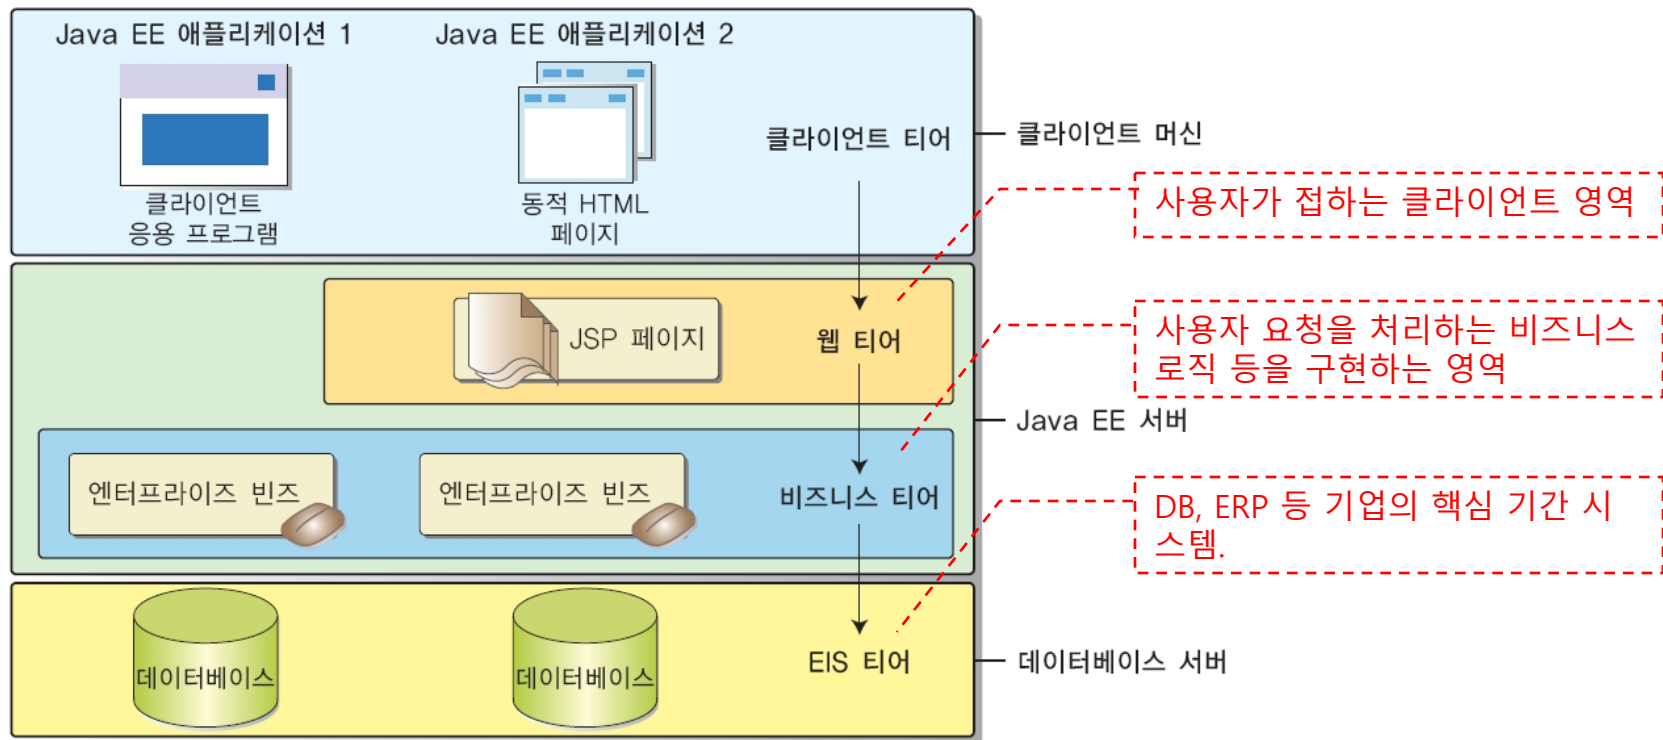 Java EE 애플리케이션 1
Java EE 애플리케이션 2
클라이언트
응용 프로그램
동적 HTML
페이지
클라이언트 티어
클라이언트 머신
사용자가 접하는 클라이언트 영역
JSP 페이지
웹 티어
사용자 요청을 처리하는 비즈니스
로직 등을 구현하는 영역
Java EE 서버
엔터프라이즈 빈즈
엔터프라이즈 빈즈
비즈니스 티어
DB, ERP 등 기업의 핵심 기간 시
스템.
데이터베이스
데이터베이스
EIS 티어
데이터베이스 서버